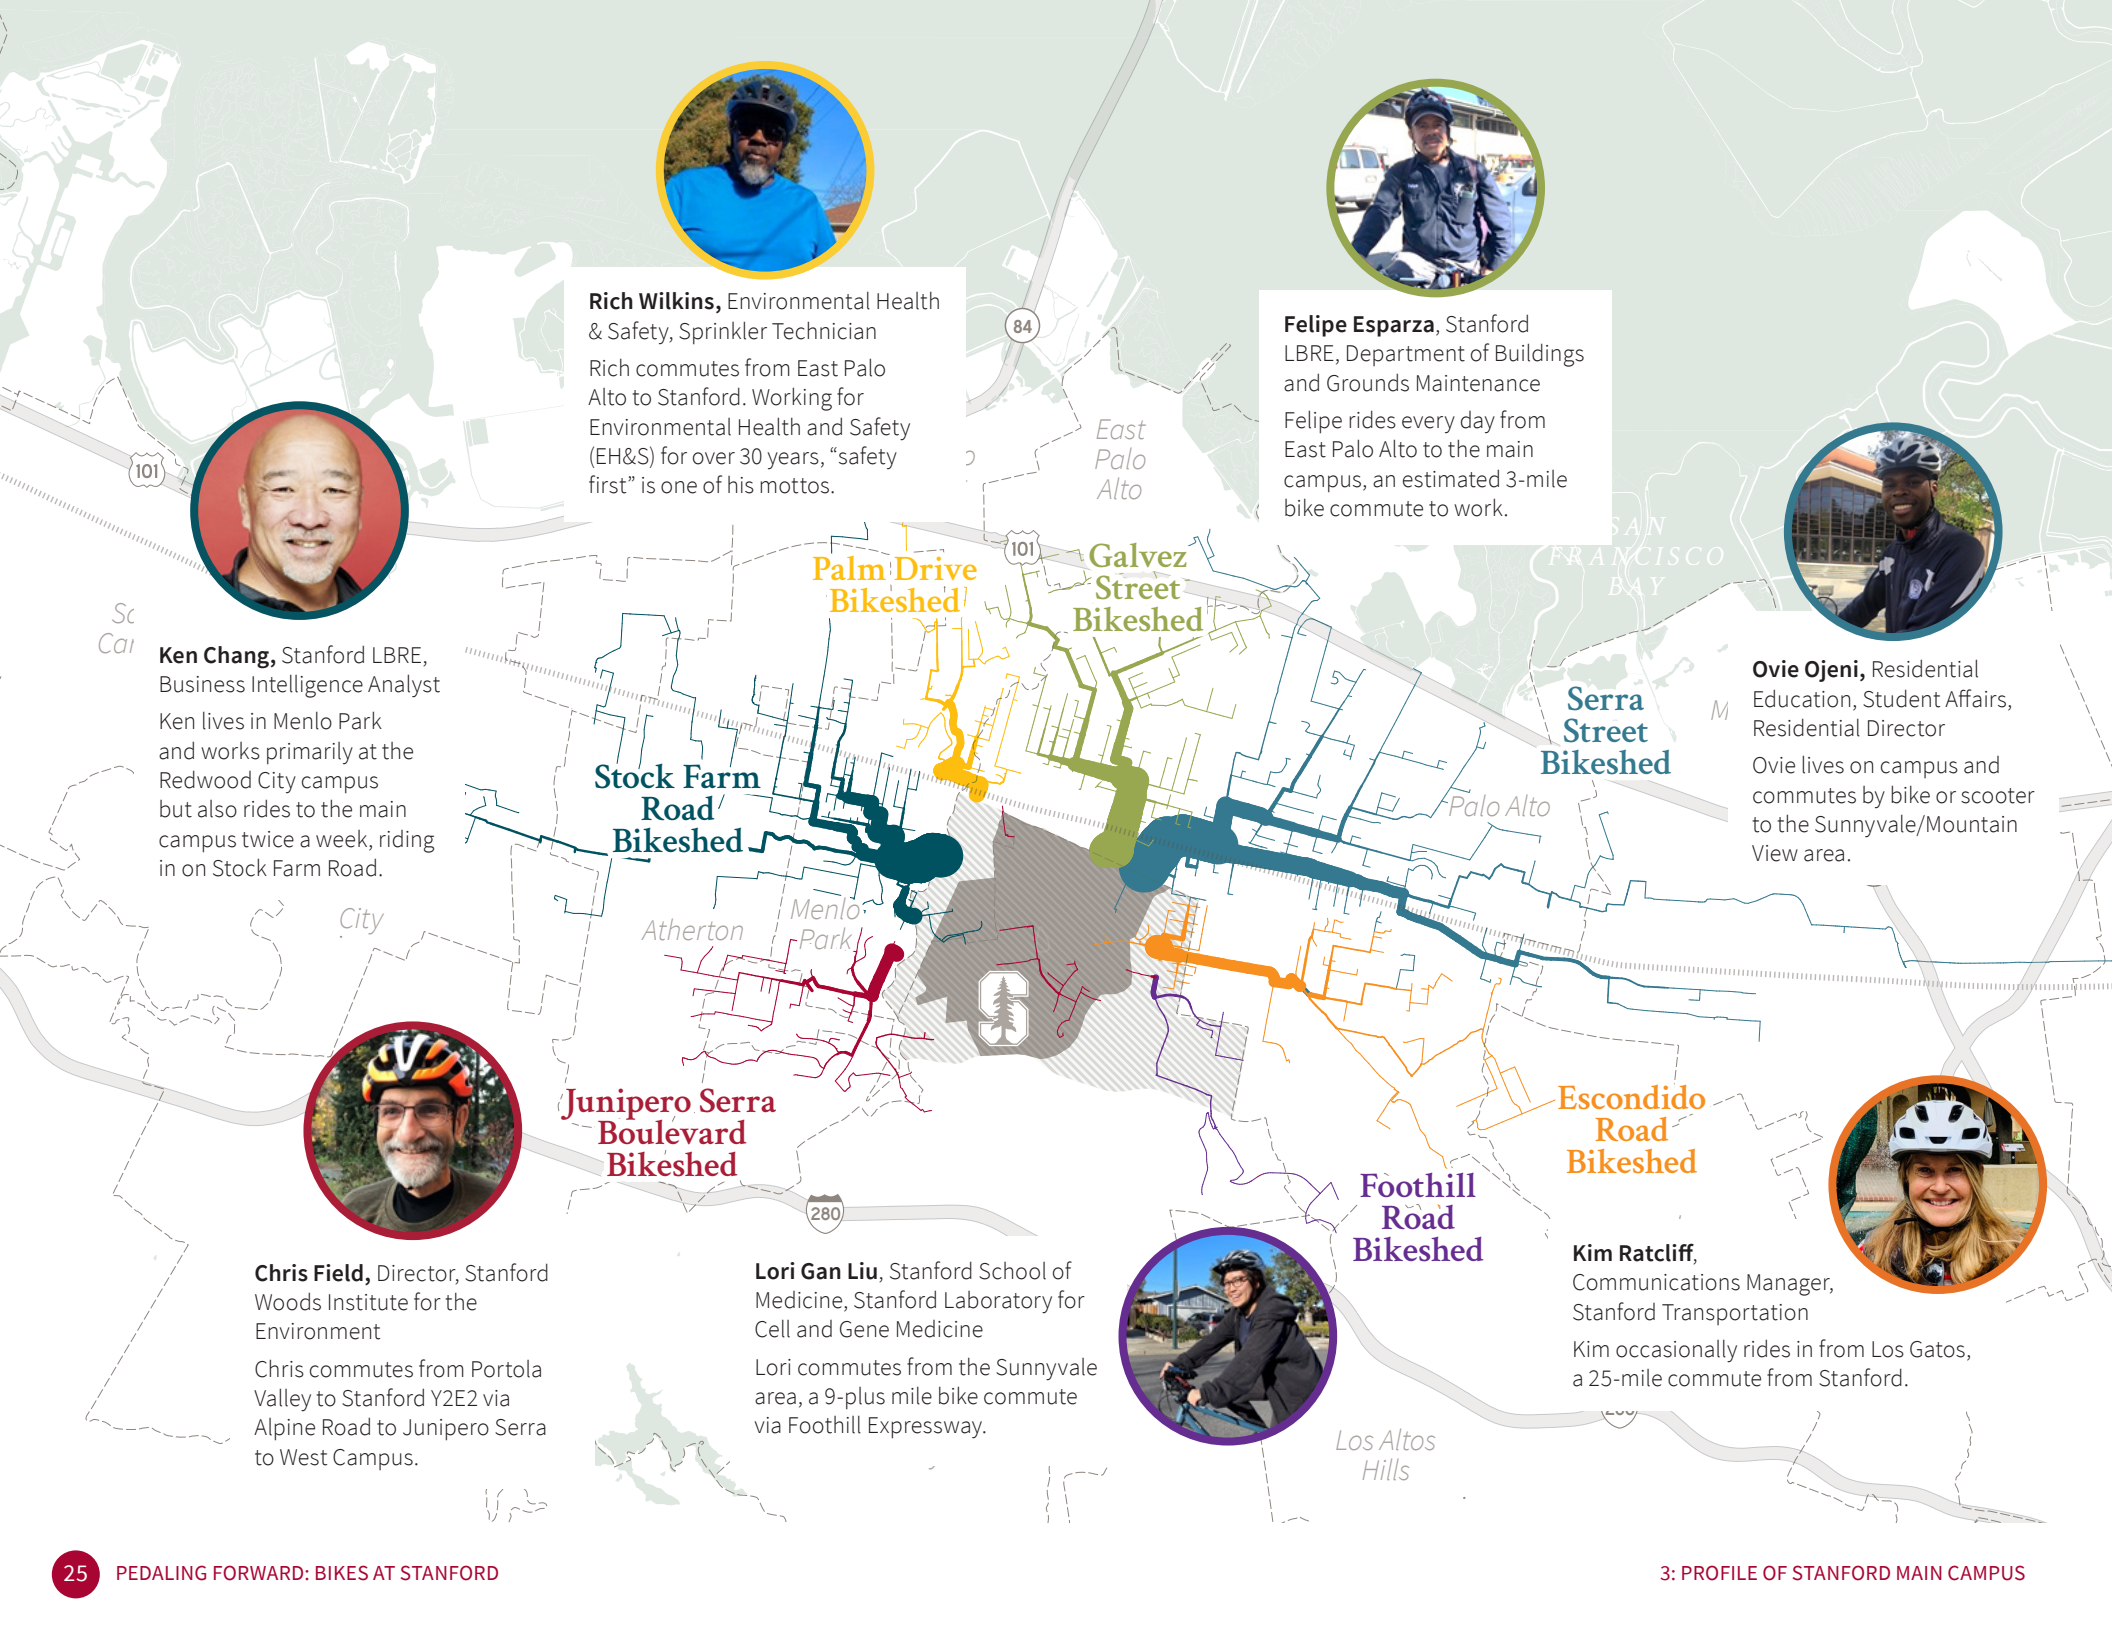 84
Rich Wilkins, Environmental Health
& Safety, Sprinkler Technician
Rich commutes from East Palo
Alto to Stanford. Working for
Environmental Health and Safety
(EH&S) for over 30 years, “safety
first” is one of his mottos.
Felipe Esparza, Stanford
LBRE, Department of Buildings
and Grounds Maintenance
Felipe rides every day from
East Palo Alto to the main
campus, an estimated 3-mile
bike commute to work.
East
Palo
Alto
101
101
SAN
FRANCISCO
BAY
Palm Drive
Bikeshed
Galvez
Street
Bikeshed
Ken Chang, Stanford LBRE,
Business Intelligence Analyst
Ken lives in Menlo Park
and works primarily at the
Redwood City campus
but also rides to the main
campus twice a week, riding
in on Stock Farm Road.
Ovie Ojeni, Residential
Education, Student Affairs,
Residential Director
Ovie lives on campus and
commutes by bike or scooter
to the Sunnyvale/Mountain
View area.
Serra
Street
Bikeshed
Stock Farm
Road
Bikeshed
Palo Alto
City
Atherton
Menlo
Park
S
Junipero Serra
Boulevard
Bikeshed
Escondido
Road
Bikeshed
Foothill
Road
Bikeshed
280
Chris Field, Director, Stanford
Woods Institute for the
Environment
Chris commutes from Portola
Valley to Stanford Y2E2 via
Alpine Road to Junipero Serra
to West Campus.
Lori Gan Liu, Stanford School of
Medicine, Stanford Laboratory for
Cell and Gene Medicine
Lori commutes from the Sunnyvale
area, a 9-plus mile bike commute
via Foothill Expressway.
Kim Ratcliff,
Communications Manager,
Stanford Transportation
Kim occasionally rides in from Los Gatos,
a 25-mile commute from Stanford.
Los Altos
Hills
25 PEDALING FORWARD: BIKES AT STANFORD
3: PROFILE OF STANFORD MAIN CAMPUS